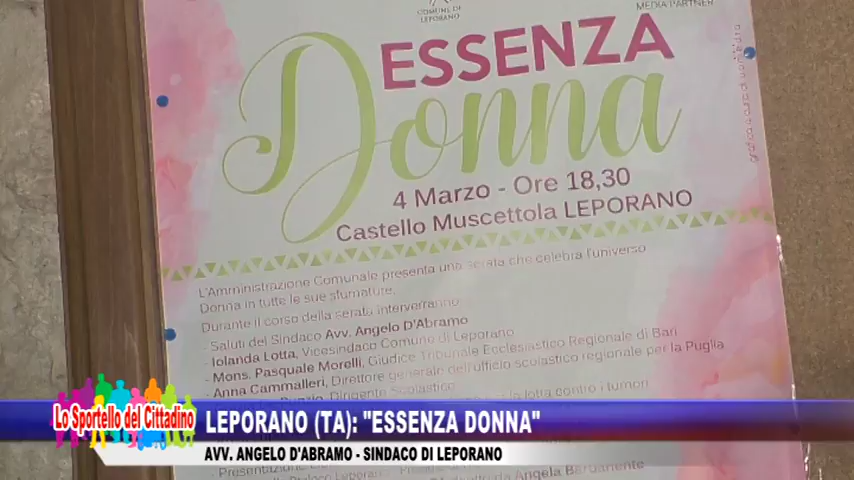 COMUNE DI
LEPORANO
MEDIA PARTNER
ESSENZA
Donna
4 Marzo - Ore 18,30
Castello Muscettola LEPORANO
L'Amministrazione Comunale presenta una serata che celebra l'universo
Donna in tutte le sue sfumature.
Durante il corso della serata interverranno:
- Saluti del Sindaco Avv. Angelo D'Abramo
- Iolanda Lotta, Vicesindaco Comune di Leporano
- Mons. Pasquale Morelli, Giudice Tribunale Ecclesiastico Regionale di Bari
- Anna Cammalleri, Direttore generale dell'ufficio scolastico regionale per la Puglia
Dirigente Scolastico
la lotta contro i tumori
Lo Sportello del Cittadino
LEPORANO (TA): "ESSENZA DONNA"
AVV. ANGELO D'ABRAMO - SINDACO DI LEPORANO